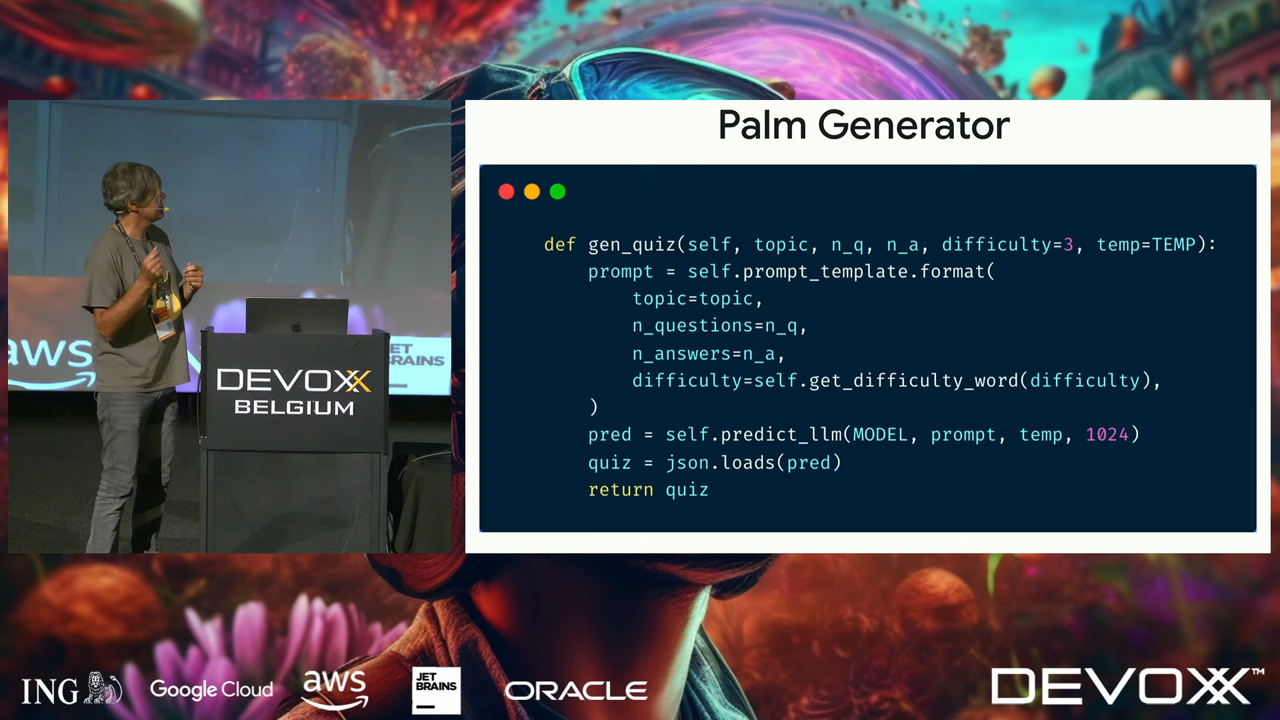 Palm Generator
def gen_quiz(self, topic, n_q, n_a, difficulty=3, temp=TEMP):
prompt = self.prompt_template.format(
topic=topic,
n_questions=n_q,
n_answers=n_a,
difficulty=self.get_difficulty_word(difficulty),
)
pred = self.predict_llm(MODEL, prompt, temp, 1024)
quiz = json.loads(pred)
return quiz
aws
JET
BRAINS
DEVOXX
BELGIUM
ING
Google Cloud
aws
JET
BRAINS
ORACLE
DEVOXX™